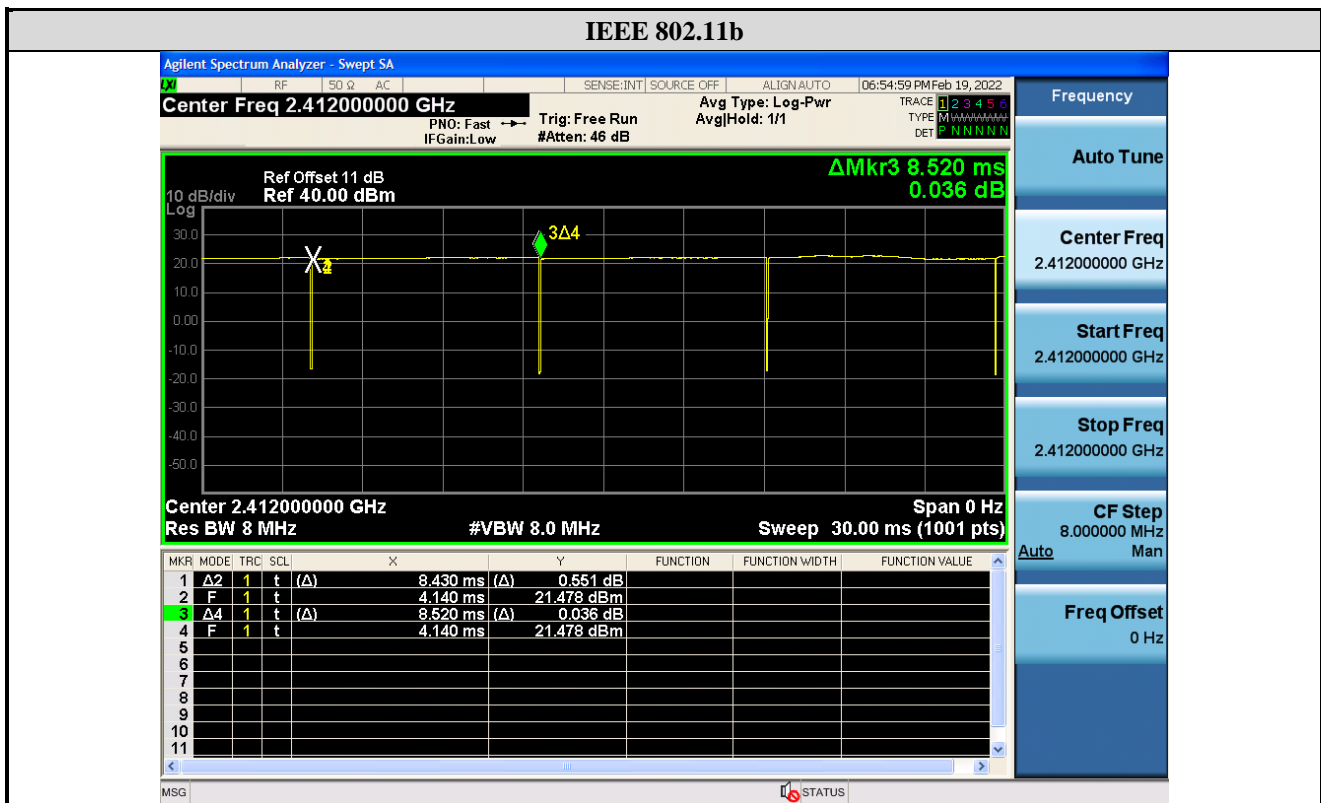 IEEE 802.11b
Agilent Spectrum Analyzer - Swept SA
LXI RF 50 Ω AC SENSE:INT SOURCE OFF ALIGN AUTO 06:54:59 PM Feb 19, 2022
Center Freq 2.412000000 GHz
PNO: Fast
IFGain:Low
Trig: Free Run
#Atten: 46 dB
Avg Type: Log-Pwr
Avg|Hold: 1/1
TRACE 1 2 3 4 5 6
TYPE M
DET P N N N N N
ΔMkr3 8.520 ms
0.036 dB
Ref Offset 11 dB
10 dB/div Ref 40.00 dBm
Log
30.0
20.0
10.0
0.00
-10.0
-20.0
-30.0
-40.0
-50.0
3Δ4
Center 2.412000000 GHz Span 0 Hz
Res BW 8 MHz #VBW 8.0 MHz Sweep 30.00 ms (1001 pts)
MKR MODE TRC SCL X Y FUNCTION FUNCTION WIDTH FUNCTION VALUE
1 Δ2 1 t (Δ) 8.430 ms (Δ) 0.551 dB
2 F 1 t 4.140 ms 21.478 dBm
3 Δ4 1 t (Δ) 8.520 ms (Δ) 0.036 dB
4 F 1 t 4.140 ms 21.478 dBm
5
6
7
8
9
10
11
MSG STATUS
Frequency
Auto Tune
Center Freq
2.412000000 GHz
Start Freq
2.412000000 GHz
Stop Freq
2.412000000 GHz
CF Step
8.000000 MHz
Auto Man
Freq Offset
0 Hz